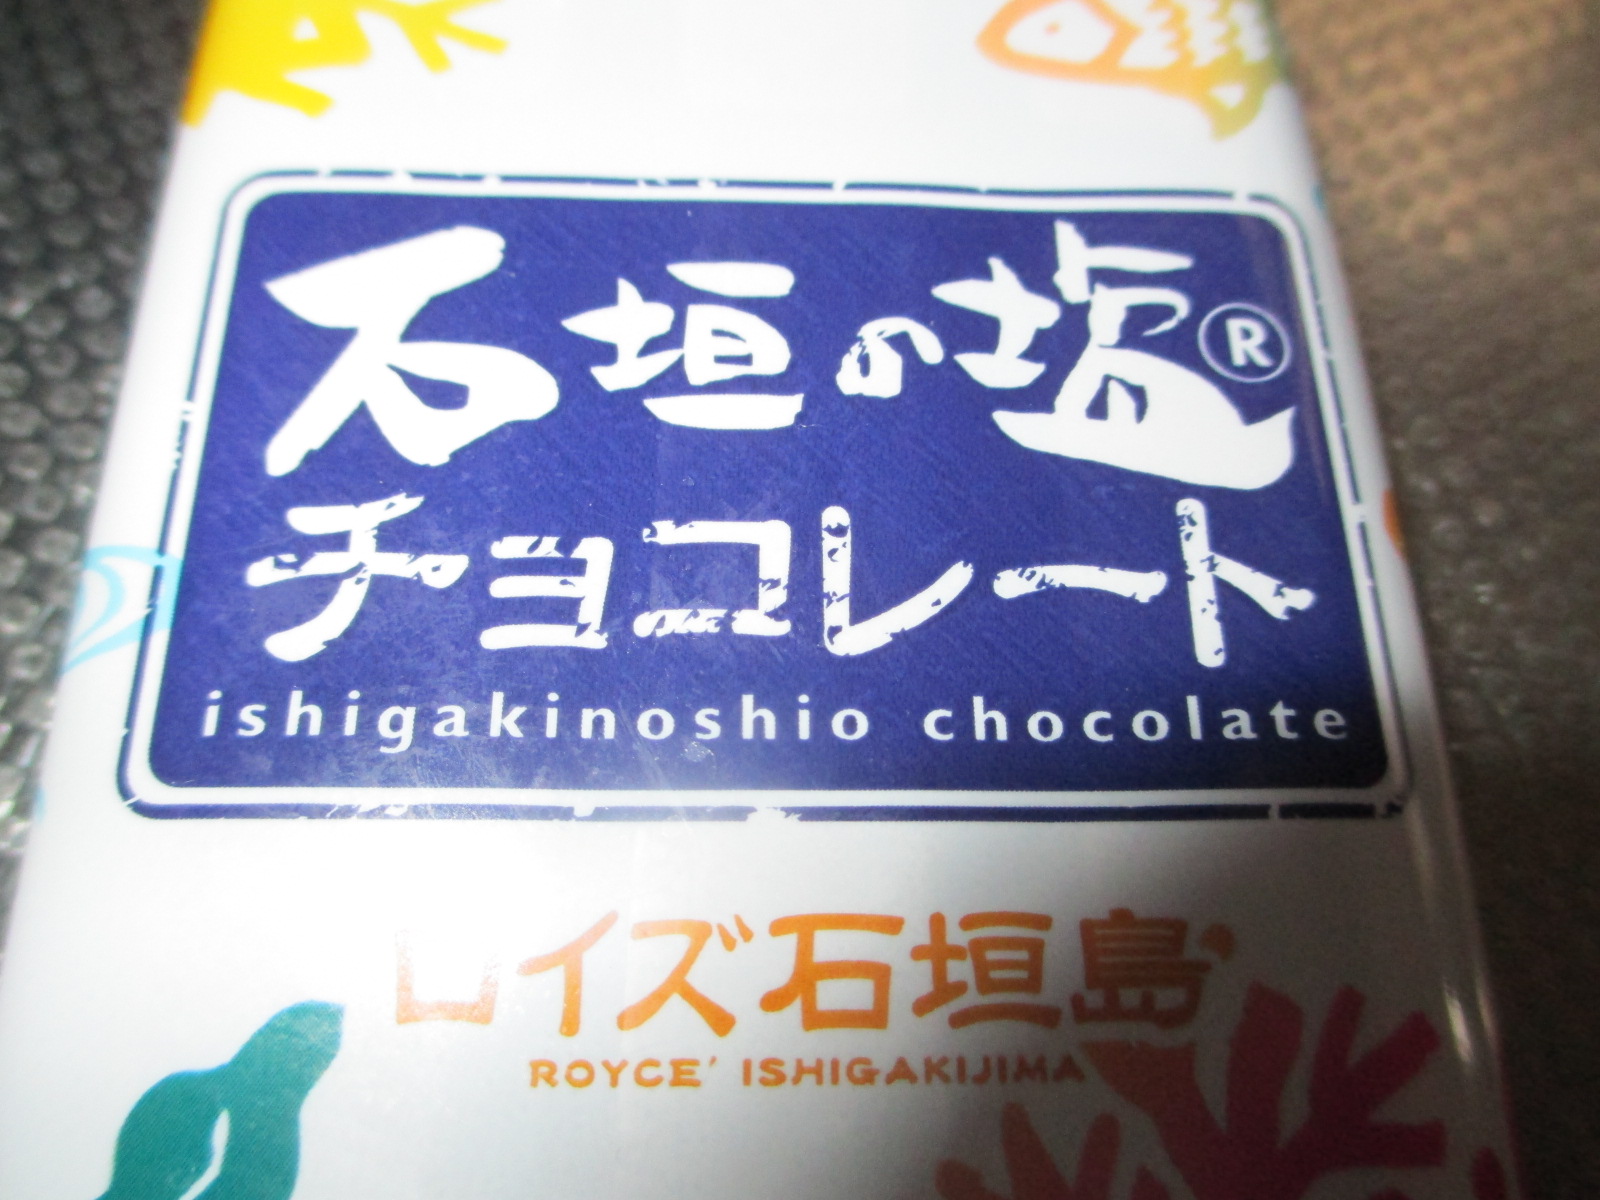 石垣の塩®
チョコレート
ishigakinoshio chocolate
ロイズ石垣島
ROYCE' ISHIGAKIJIMA